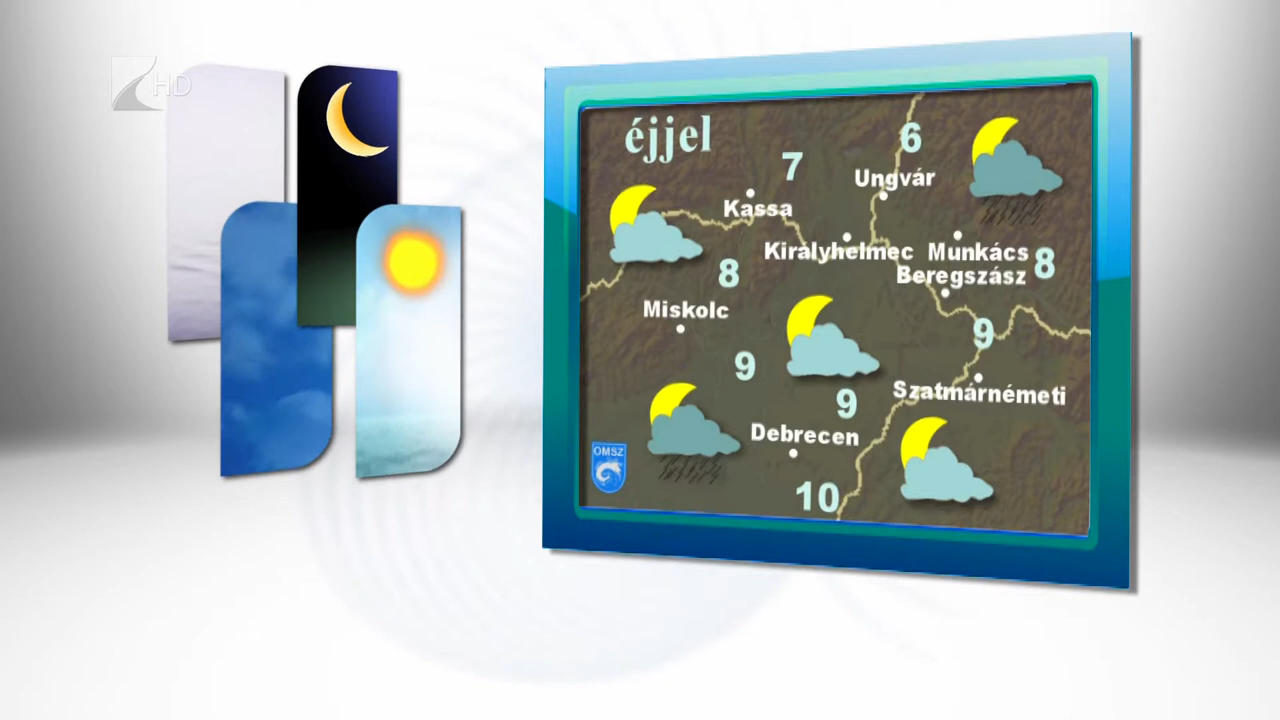 HD
éjjel
6
7
Ungvár
Kassa
Királyhelmec
Munkács
8
8
Beregszász
Miskolc
9
9
Szatmárnémeti
9
Debrecen
OMSZ
10